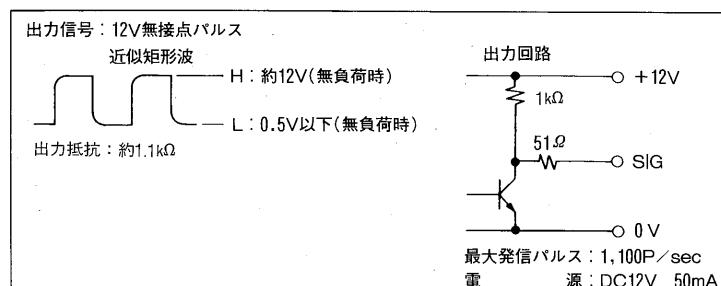 出力信号：12V無接点パルス
近似矩形波
H：約12V(無負荷時)
L：0.5V以下(無負荷時)
出力抵抗：約1.1kΩ
出力回路
+12V
1kΩ
51Ω
SIG
0V
最大発信パルス：1,100P/sec
電　　　　源：DC12V　50mA